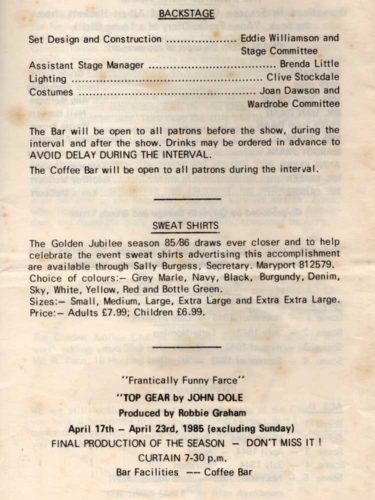 BACKSTAGE
Set Design and Construction .................... Eddie Williamson and
Stage Committee
Assistant Stage Manager ................................. Brenda Little
Lighting ..................................................... Clive Stockdale
Costumes ................................................ Joan Dawson and
Wardrobe Committee
The Bar will be open to all patrons before the show, during the
interval and after the show. Drinks may be ordered in advance to
AVOID DELAY DURING THE INTERVAL.
The Coffee Bar will be open to all patrons during the interval.
SWEAT SHIRTS
The Golden Jubilee season 85/86 draws ever closer and to help
celebrate the event sweat shirts advertising this accomplishment
are available through Sally Burgess, Secretary. Maryport 812579.
Choice of colours:— Grey Marle, Navy, Black, Burgundy, Denim,
Sky, White, Yellow, Red and Bottle Green.
Sizes:— Small, Medium, Large, Extra Large and Extra Extra Large.
Price:— Adults £7.99; Children £6.99.
"Frantically Funny Farce"
"TOP GEAR by JOHN DOLE
Produced by Robbie Graham
April 17th — April 23rd, 1985 (excluding Sunday)
FINAL PRODUCTION OF THE SEASON — DON'T MISS IT !
CURTAIN 7-30 p.m.
Bar Facilities —— Coffee Bar